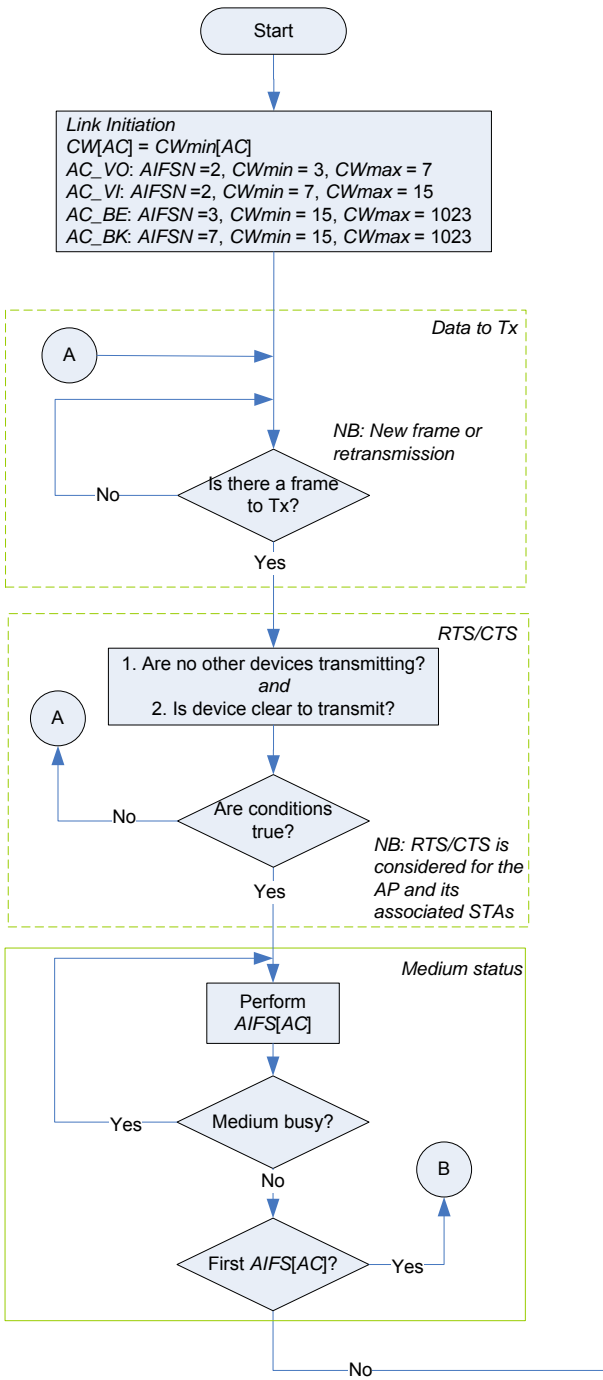 Start
Link Initiation
CW[AC] = CWmin[AC]
AC_VO: AIFSN =2, CWmin = 3, CWmax = 7
AC_VI: AIFSN =2, CWmin = 7, CWmax = 15
AC_BE: AIFSN =3, CWmin = 15, CWmax = 1023
AC_BK: AIFSN =7, CWmin = 15, CWmax = 1023
Data to Tx
A
NB: New frame or
retransmission
Is there a frame
to Tx?
No
Yes
RTS/CTS
1. Are no other devices transmitting?
and
2. Is device clear to transmit?
A
Are conditions
true?
No
NB: RTS/CTS is
considered for the
AP and its
associated STAs
Yes
Medium status
Perform
AIFS[AC]
Medium busy?
Yes
No
B
First AIFS[AC]?
Yes
No